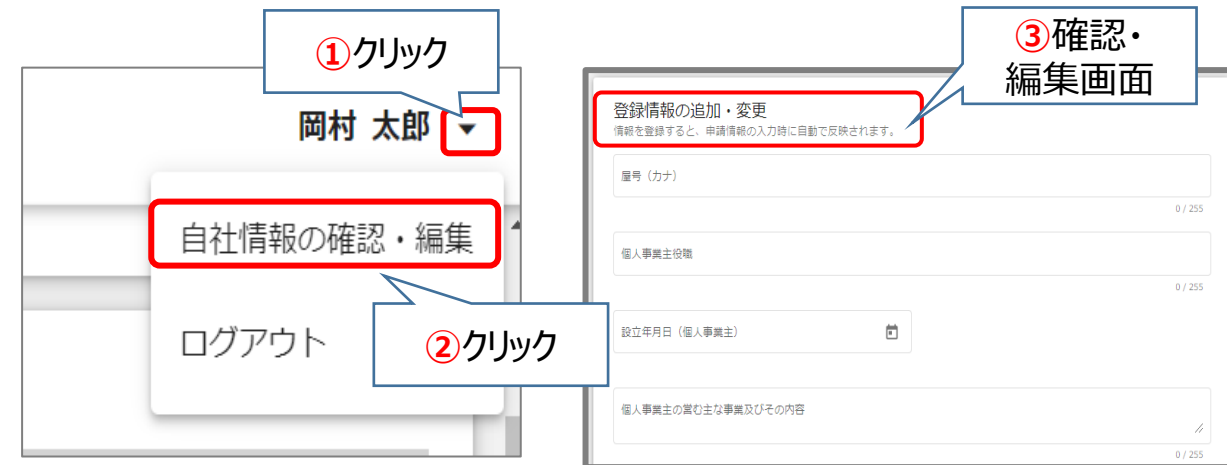 ①クリック
岡村 太郎
自社情報の確認・編集
ログアウト
②クリック
③確認・
編集画面
登録情報の追加・変更
情報を登録すると、申請情報の入力時に自動で反映されます。
屋号（カナ）
0 / 255
個人事業主役職
0 / 255
設立年月日（個人事業主）
個人事業主の営む主な事業及びその内容
0 / 255